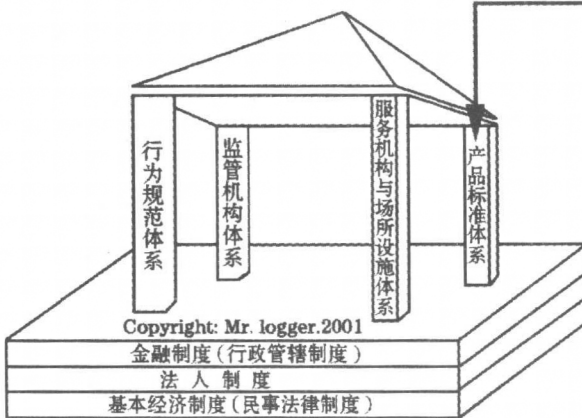 行为规范体系
监管机构体系
服务机构与场所设施体系
产品标准体系
Copyright: Mr. logger.2001
金融制度(行政管辖制度)
法人制度
基本经济制度(民事法律制度)